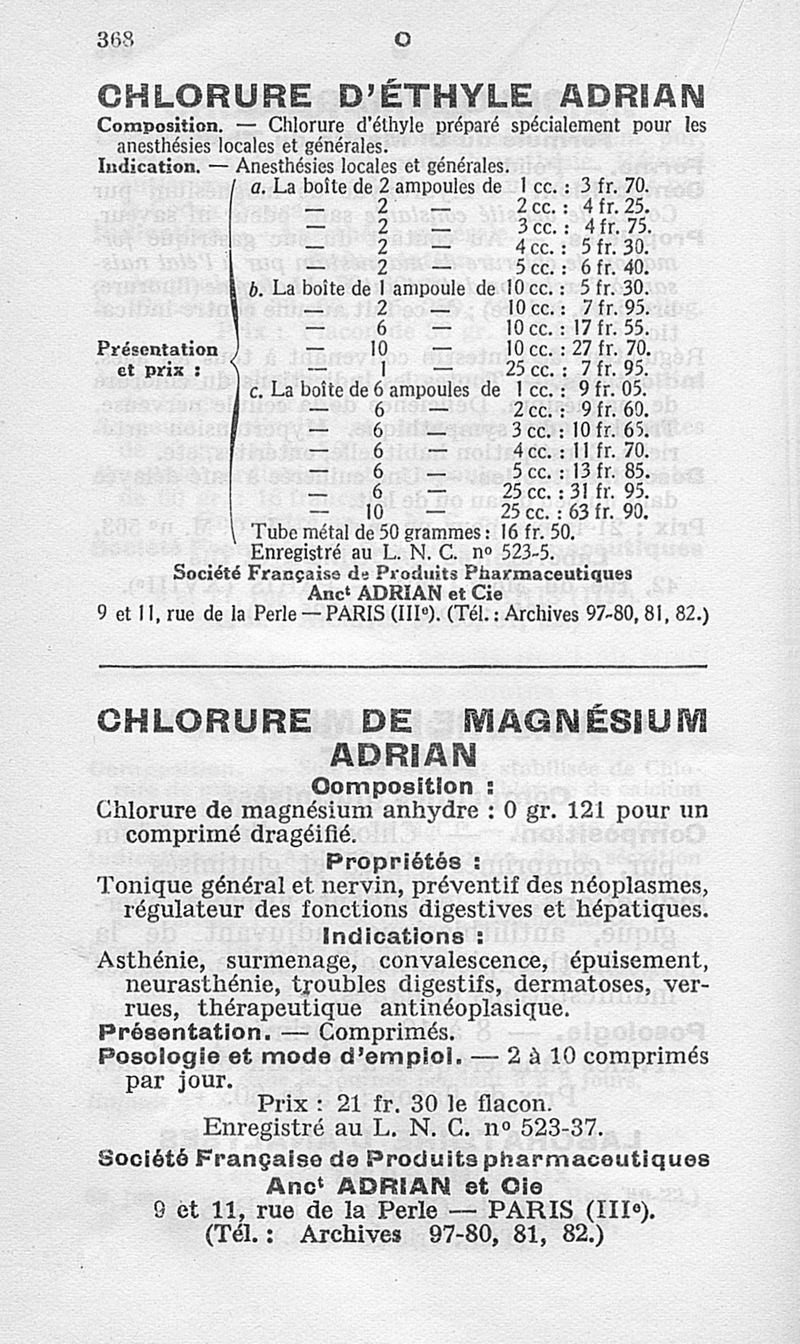 368
C
CHLORURE D'ÉTHYLE ADRIAN
Composition. — Chlorure d'éthyle préparé spécialement pour les
anesthésies locales et générales.
Indication. — Anesthésies locales et générales.
a. La boîte de 2 ampoules de 1 cc. : 3 fr. 70.
— 2 — 2 cc. : 4 fr. 25.
— 2 — 3 cc. : 4 fr. 75.
— 2 — 4 cc. : 5 fr. 30.
— 2 — 5 cc. : 6 fr. 40.
b. La boîte de 1 ampoule de 10 cc. : 5 fr. 30.
— 2 — 10 cc. : 7 fr. 95.
— 6 — 10 cc. : 17 fr. 55.
Présentation — 10 — 10 cc. : 27 fr. 70.
et prix : — 1 — 25 cc. : 7 fr. 95.
c. La boîte de 6 ampoules de 1 cc. : 9 fr. 05.
— 6 — 2 cc. : 9 fr. 60.
— 6 — 3 cc. : 10 fr. 65.
— 6 — 4 cc. : 11 fr. 70.
— 6 — 5 cc. : 13 fr. 85.
— 6 — 25 cc. : 31 fr. 95.
— 10 — 25 cc. : 63 fr. 90.
Tube métal de 50 grammes : 16 fr. 50.
Enregistré au L. N. C. nº 523-5.
Société Française de Produits Pharmaceutiques
Ancᵗ ADRIAN et Cie
9 et 11, rue de la Perle — PARIS (IIIᵉ). (Tél. : Archives 97-80, 81, 82.)
CHLORURE DE MAGNÉSIUM
ADRIAN
Composition :
Chlorure de magnésium anhydre : 0 gr. 121 pour un
comprimé dragéifié.
Propriétés :
Tonique général et nervin, préventif des néoplasmes,
régulateur des fonctions digestives et hépatiques.
Indications :
Asthénie, surmenage, convalescence, épuisement,
neurasthénie, troubles digestifs, dermatoses, ver-
rues, thérapeutique antinéoplasique.
Présentation. — Comprimés.
Posologie et mode d'emploi. — 2 à 10 comprimés
par jour.
Prix : 21 fr. 30 le flacon.
Enregistré au L. N. C. nº 523-37.
Société Française de Produits pharmaceutiques
Ancᵗ ADRIAN et Cie
9 et 11, rue de la Perle — PARIS (IIIᵉ).
(Tél. : Archives 97-80, 81, 82.)